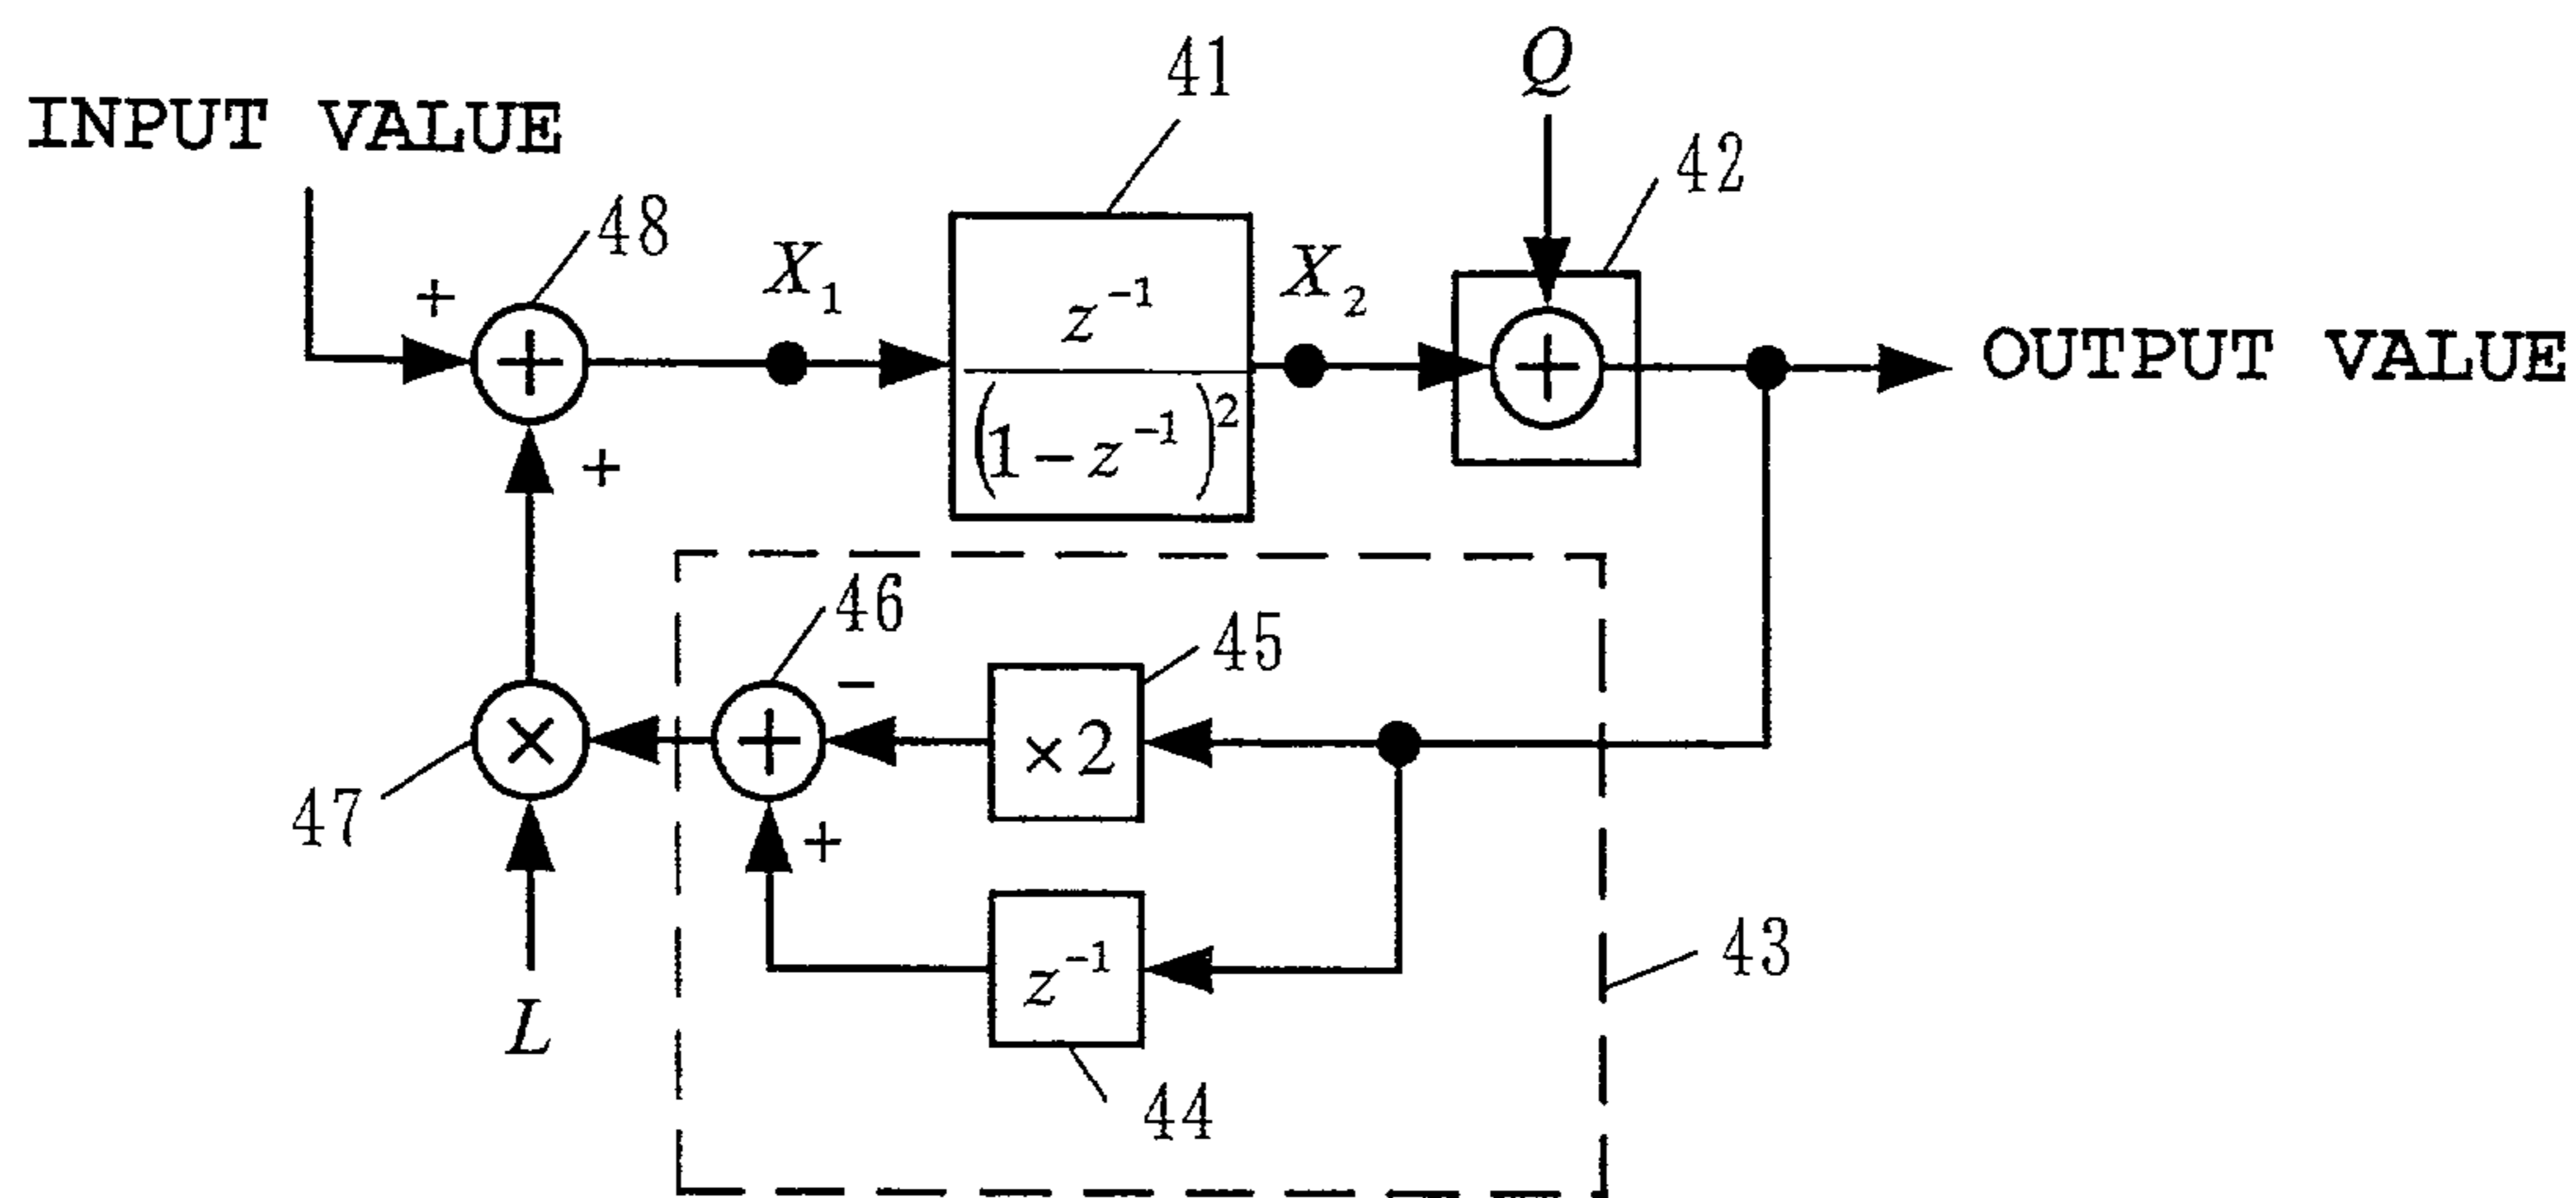 Q
41
42
INPUT VALUE
48
+
X₁
z⁻¹
(1 − z⁻¹)²
X₂
+
+
OUTPUT VALUE
+
46
−
45
×
+
×2
47
+
43
z⁻¹
L
44